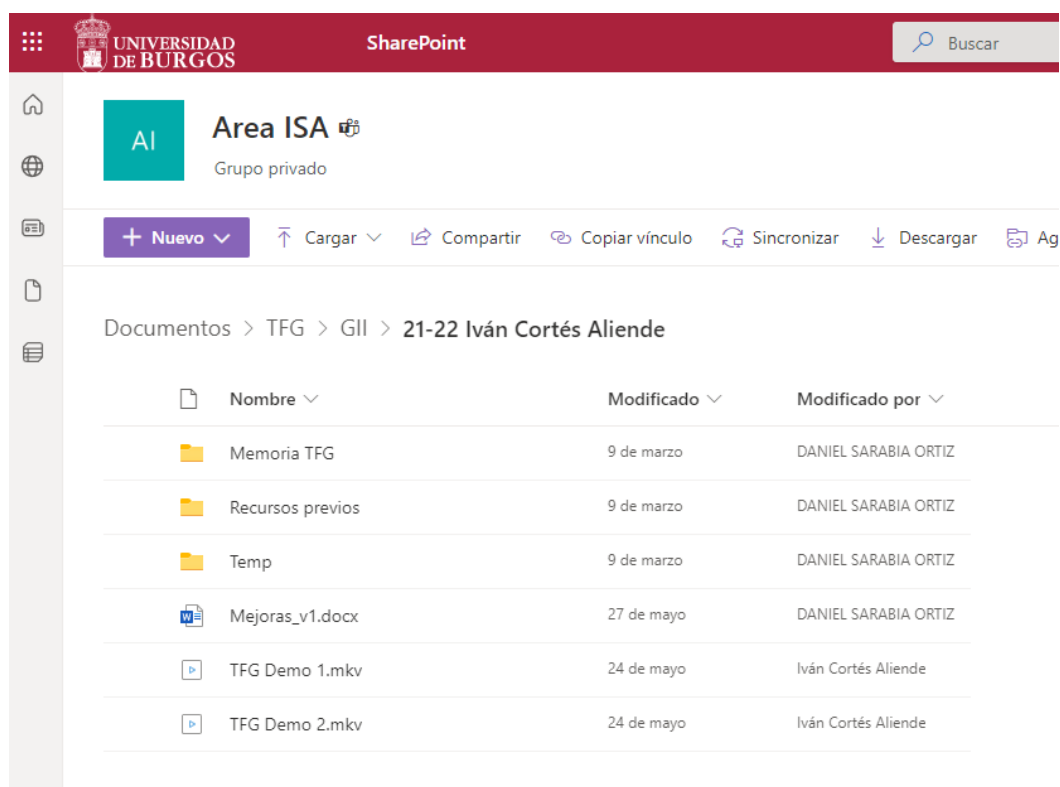 UNIVERSIDAD
DE BURGOS
SharePoint
Buscar
AI
Area ISA
Grupo privado
Nuevo Cargar Compartir Copiar vínculo Sincronizar Descargar Ag
Documentos > TFG > GII > 21-22 Iván Cortés Aliende
Nombre Modificado Modificado por
Memoria TFG 9 de marzo DANIEL SARABIA ORTIZ
Recursos previos 9 de marzo DANIEL SARABIA ORTIZ
Temp 9 de marzo DANIEL SARABIA ORTIZ
Mejoras_v1.docx 27 de mayo DANIEL SARABIA ORTIZ
TFG Demo 1.mkv 24 de mayo Iván Cortés Aliende
TFG Demo 2.mkv 24 de mayo Iván Cortés Aliende